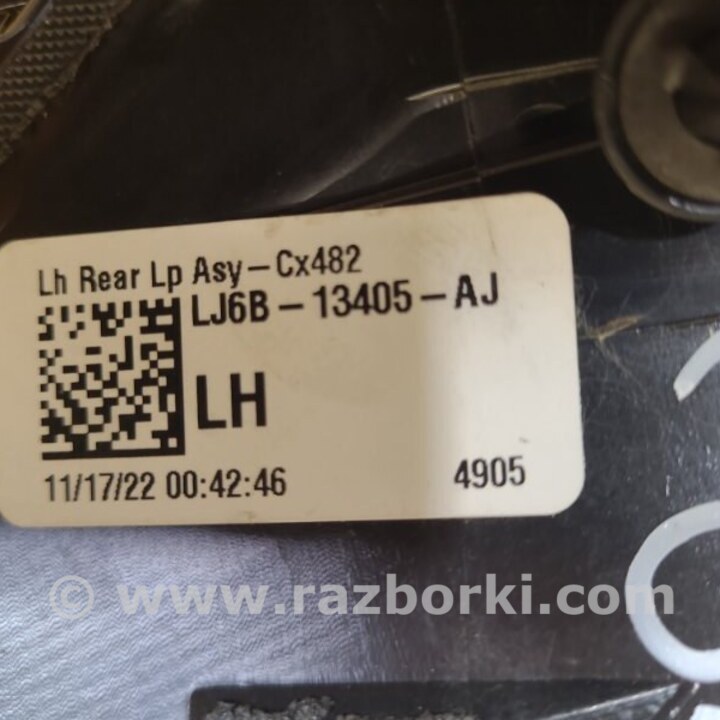 Lh Rear Lp Asy-Cx482
LJ6B-13405-AJ
LH
11/17/22 00:42:46 4905
© www.razborki.com